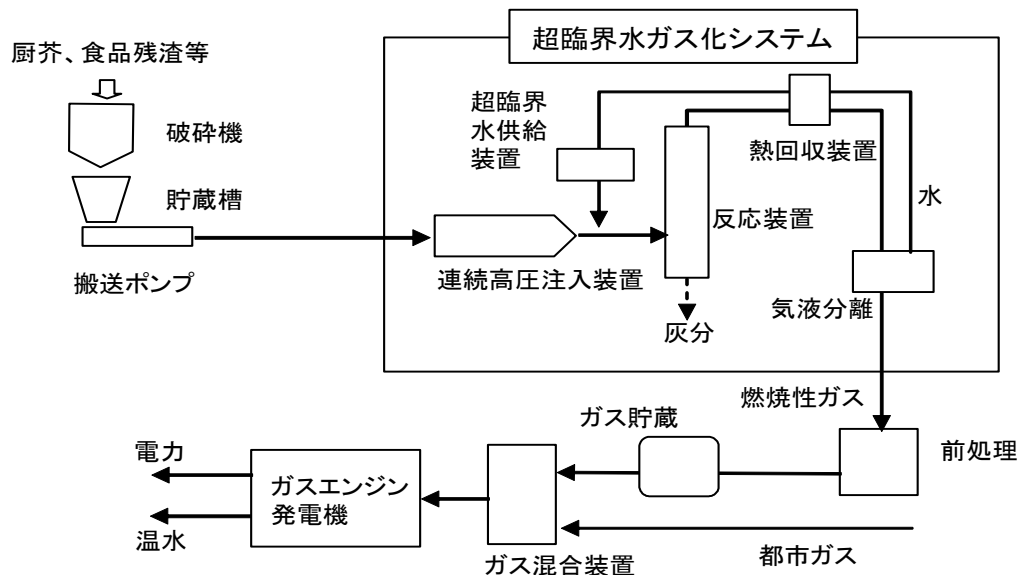 超臨界水ガス化システム
厨芥、食品残渣等
破砕機
貯蔵槽
搬送ポンプ
超臨界
水供給
装置
熱回収装置
水
反応装置
連続高圧注入装置
気液分離
灰分
燃焼性ガス
ガス貯蔵
前処理
電力
ガスエンジン
発電機
温水
ガス混合装置
都市ガス